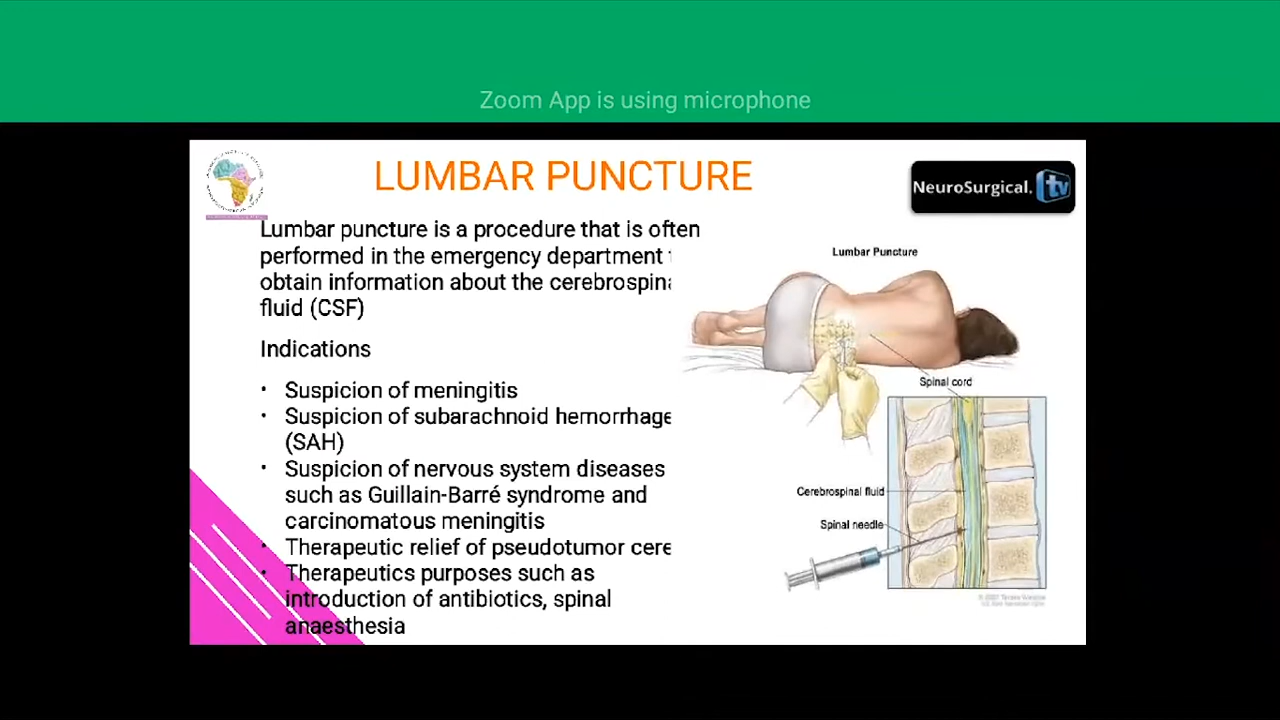 Zoom App is using microphone
LUMBAR PUNCTURE
NeuroSurgical.tv
Lumbar puncture is a procedure that is often
performed in the emergency department
obtain information about the cerebrospina
fluid (CSF)
Indications
• Suspicion of meningitis
• Suspicion of subarachnoid hemorrhage
(SAH)
• Suspicion of nervous system diseases
such as Guillain-Barré syndrome and
carcinomatous meningitis
• Therapeutic relief of pseudotumor cere
• Therapeutics purposes such as
introduction of antibiotics, spinal
anaesthesia
Lumbar Puncture
Spinal cord
Cerebrospinal fluid
Spinal needle